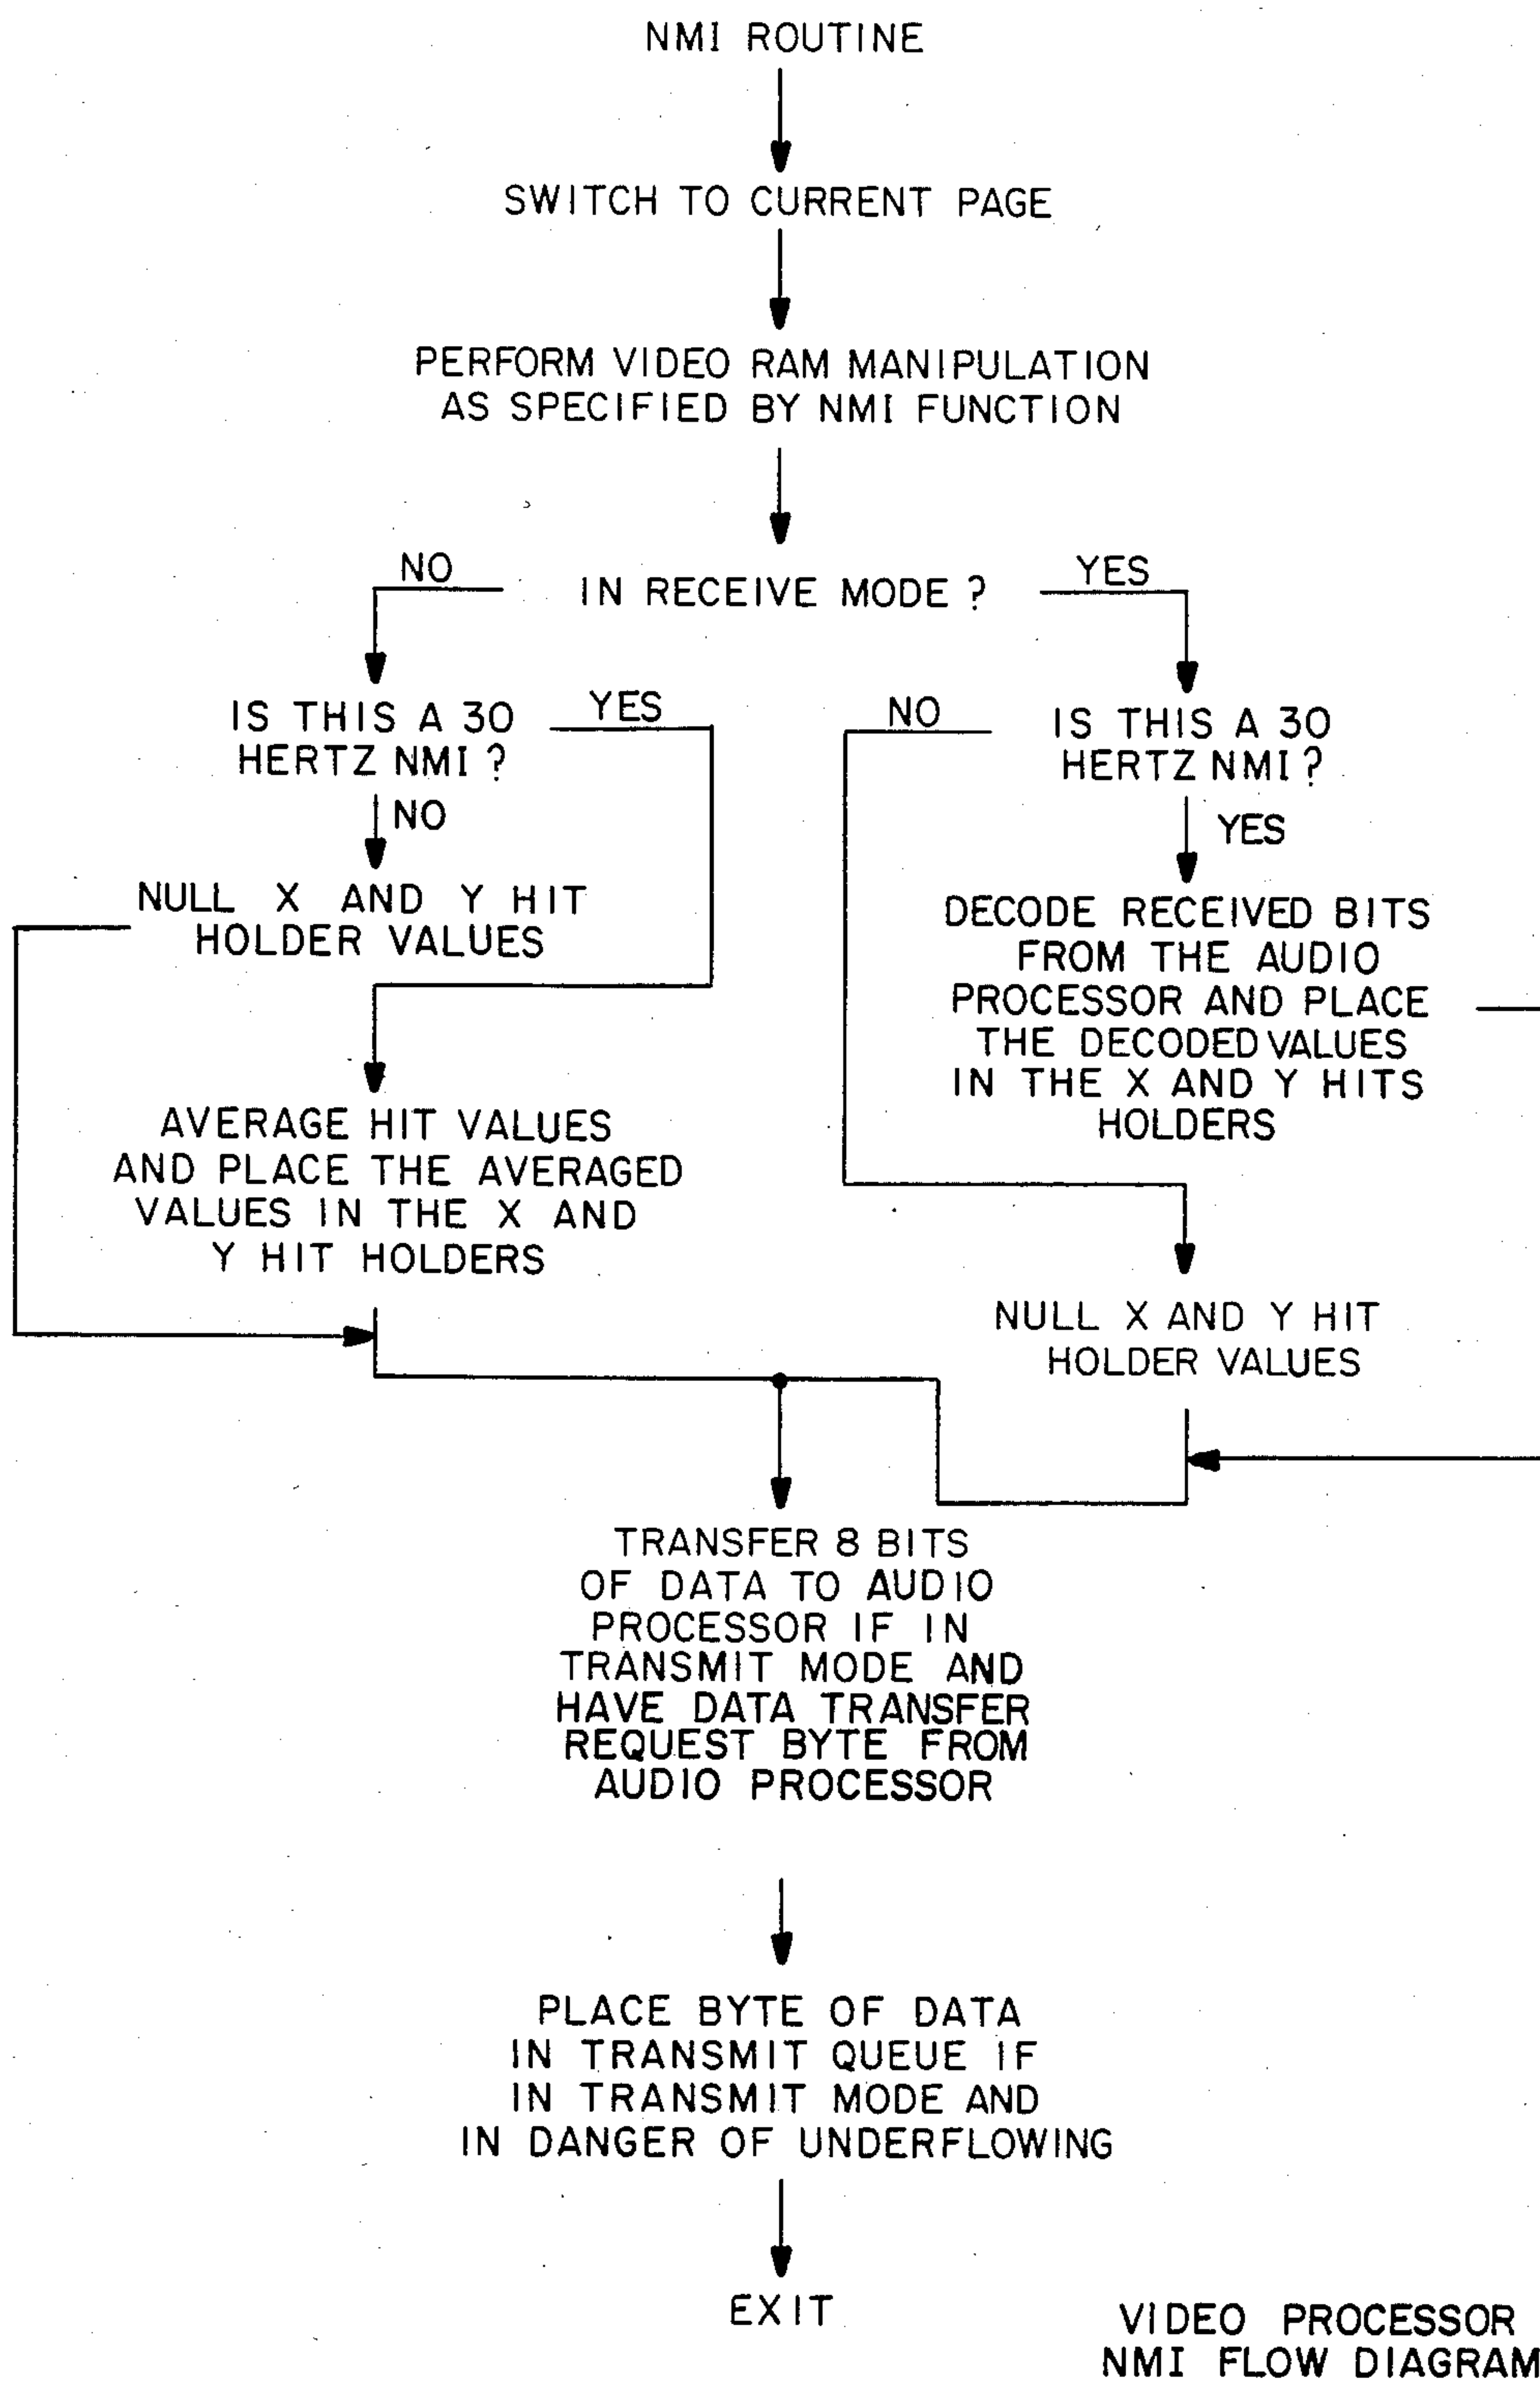 NMI ROUTINE
SWITCH TO CURRENT PAGE
PERFORM VIDEO RAM MANIPULATION
AS SPECIFIED BY NMI FUNCTION
NO
IN RECEIVE MODE ?
YES
IS THIS A 30
HERTZ NMI ?
YES
NO
NULL X AND Y HIT
HOLDER VALUES
AVERAGE HIT VALUES
AND PLACE THE AVERAGED
VALUES IN THE X AND
Y HIT HOLDERS
NO
IS THIS A 30
HERTZ NMI ?
YES
DECODE RECEIVED BITS
FROM THE AUDIO
PROCESSOR AND PLACE
THE DECODED VALUES
IN THE X AND Y HITS
HOLDERS
NULL X AND Y HIT
HOLDER VALUES
TRANSFER 8 BITS
OF DATA TO AUDIO
PROCESSOR IF IN
TRANSMIT MODE AND
HAVE DATA TRANSFER
REQUEST BYTE FROM
AUDIO PROCESSOR
PLACE BYTE OF DATA
IN TRANSMIT QUEUE IF
IN TRANSMIT MODE AND
IN DANGER OF UNDERFLOWING
EXIT
VIDEO PROCESSOR
NMI FLOW DIAGRAM